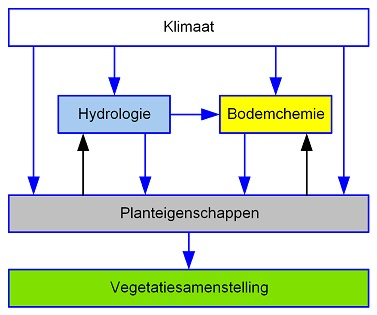 Klimaat
Hydrologie
Bodemchemie
Planteigenschappen
Vegetatiesamenstelling